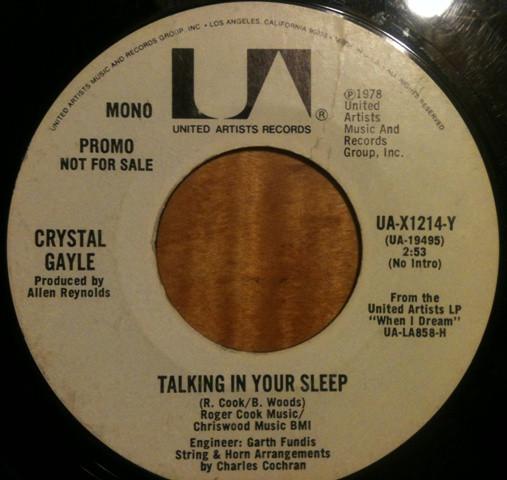 UNITED ARTISTS MUSIC AND RECORDS GROUP, INC • LOS ANGELES, CALIFORNIA
RESERVED
UA ®
UNITED ARTISTS RECORDS
MONO
PROMO
NOT FOR SALE
℗1978
United
Artists
Music And
Records
Group, Inc.
CRYSTAL
GAYLE
Produced by
Allen Reynolds
UA-X1214-Y
(UA-19495)
2:53
(No Intro)
From the
United Artists LP
"When I Dream"
UA-LA858-H
TALKING IN YOUR SLEEP
(R. Cook/B. Woods)
Roger Cook Music/
Chriswood Music BMI
Engineer: Garth Fundis
String & Horn Arrangements
by Charles Cochran